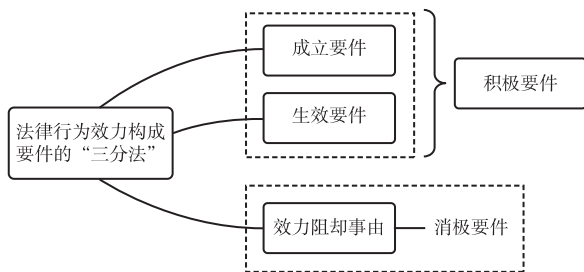 成立要件
积极要件
生效要件
法律行为效力构成
要件的“三分法”
效力阻却事由
消极要件